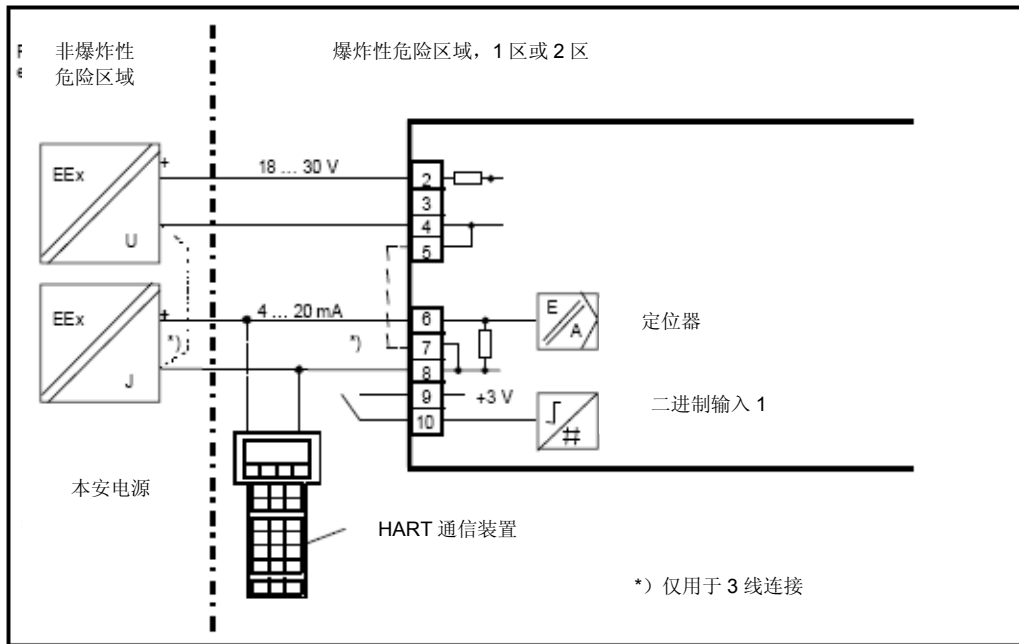 非爆炸性
危险区域
爆炸性危险区域，1 区或 2 区
EEx
+
U
18 ... 30 V
2
3
4
5
EEx
+
*)
J
4 ... 20 mA
*)
6
7
8
9
10
+3 V
E
A
定位器
二进制输入 1
#
本安电源
HART 通信装置
*）仅用于 3 线连接